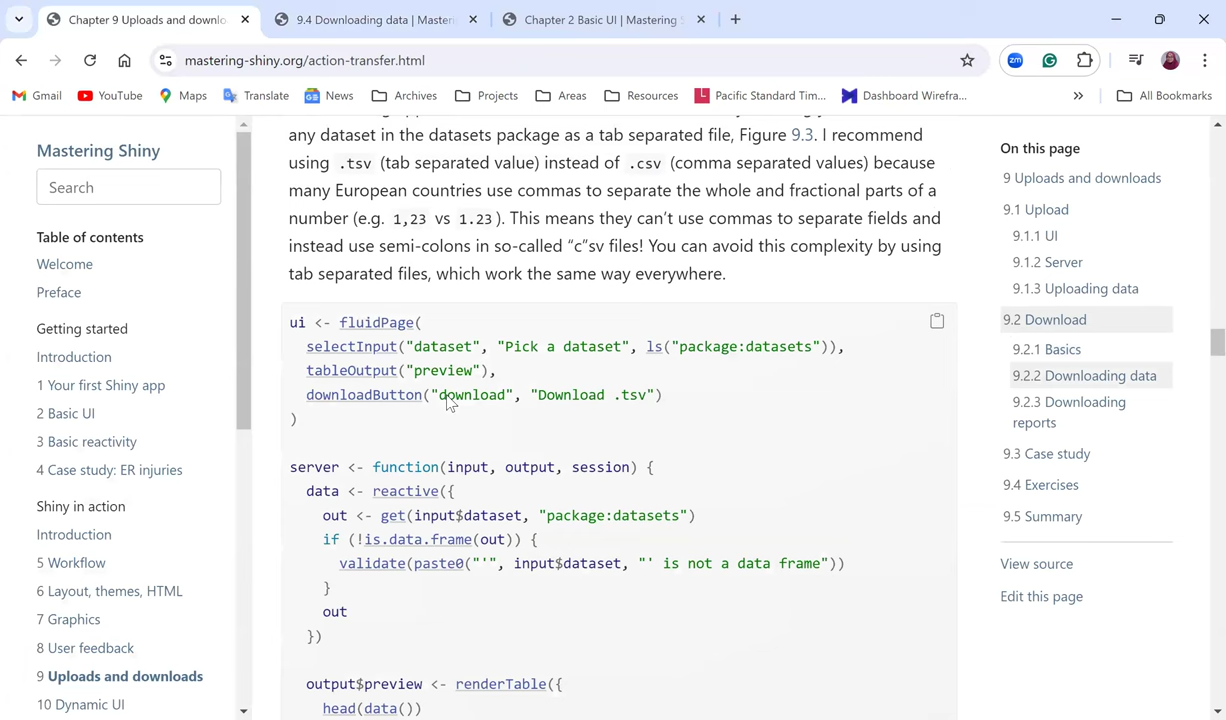 Chapter 9 Uploads and downlo
9.4 Downloading data | Masteri
Chapter 2 Basic UI | Mastering S
mastering-shiny.org/action-transfer.html
Gmail
YouTube
Maps
Translate
News
Archives
Projects
Areas
Resources
Pacific Standard Tim...
Dashboard Wirefra...
»
All Bookmarks
Mastering Shiny
Search
Table of contents
Welcome
Preface
Getting started
Introduction
1 Your first Shiny app
2 Basic UI
3 Basic reactivity
4 Case study: ER injuries
Shiny in action
Introduction
5 Workflow
6 Layout, themes, HTML
7 Graphics
8 User feedback
9 Uploads and downloads
10 Dynamic UI
any dataset in the datasets package as a tab separated file, Figure 9.3. I recommend
using .tsv (tab separated value) instead of .csv (comma separated values) because
many European countries use commas to separate the whole and fractional parts of a
number (e.g. 1,23 vs 1.23). This means they can’t use commas to separate fields and
instead use semi-colons in so-called “c”sv files! You can avoid this complexity by using
tab separated files, which work the same way everywhere.
ui <- fluidPage(
selectInput("dataset", "Pick a dataset", ls("package:datasets")),
tableOutput("preview"),
downloadButton("download", "Download .tsv")
)
server <- function(input, output, session) {
data <- reactive({
out <- get(input$dataset, "package:datasets")
if (!is.data.frame(out)) {
validate(paste0("'", input$dataset, "' is not a data frame"))
}
out
})
output$preview <- renderTable({
head(data())
On this page
9 Uploads and downloads
9.1 Upload
9.1.1 UI
9.1.2 Server
9.1.3 Uploading data
9.2 Download
9.2.1 Basics
9.2.2 Downloading data
9.2.3 Downloading
reports
9.3 Case study
9.4 Exercises
9.5 Summary
View source
Edit this page